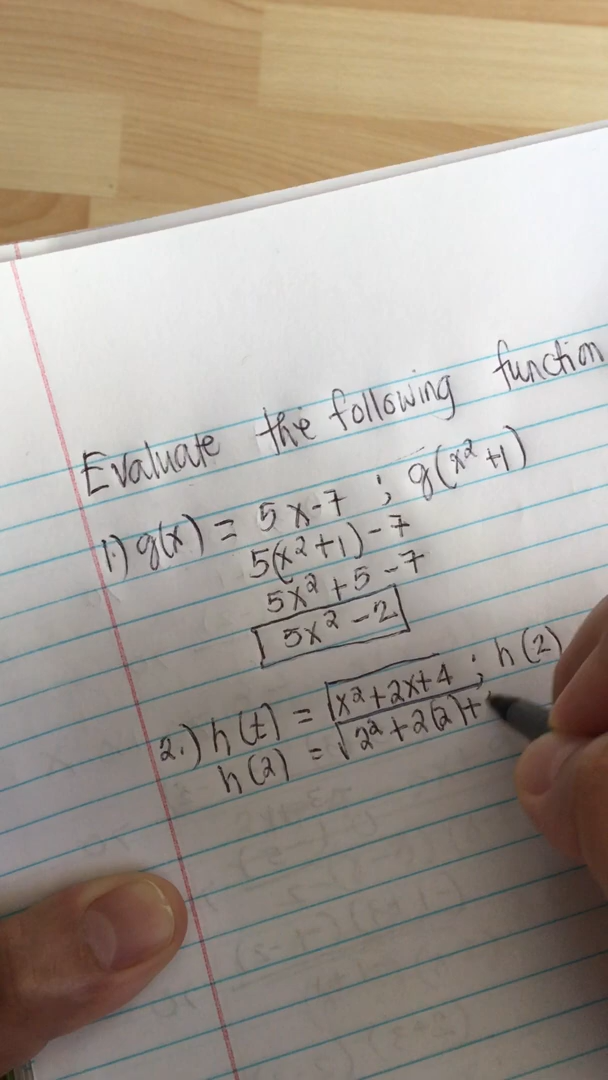 Evaluate the following function
1.) g(x) = 5x-7 ; g(x² +1)
5(x²+1) - 7
5x² + 5 - 7
5x² - 2
2.) h(t) = √x²+2x+4 ; h(2)
h(2) = √2² + 2(2) +